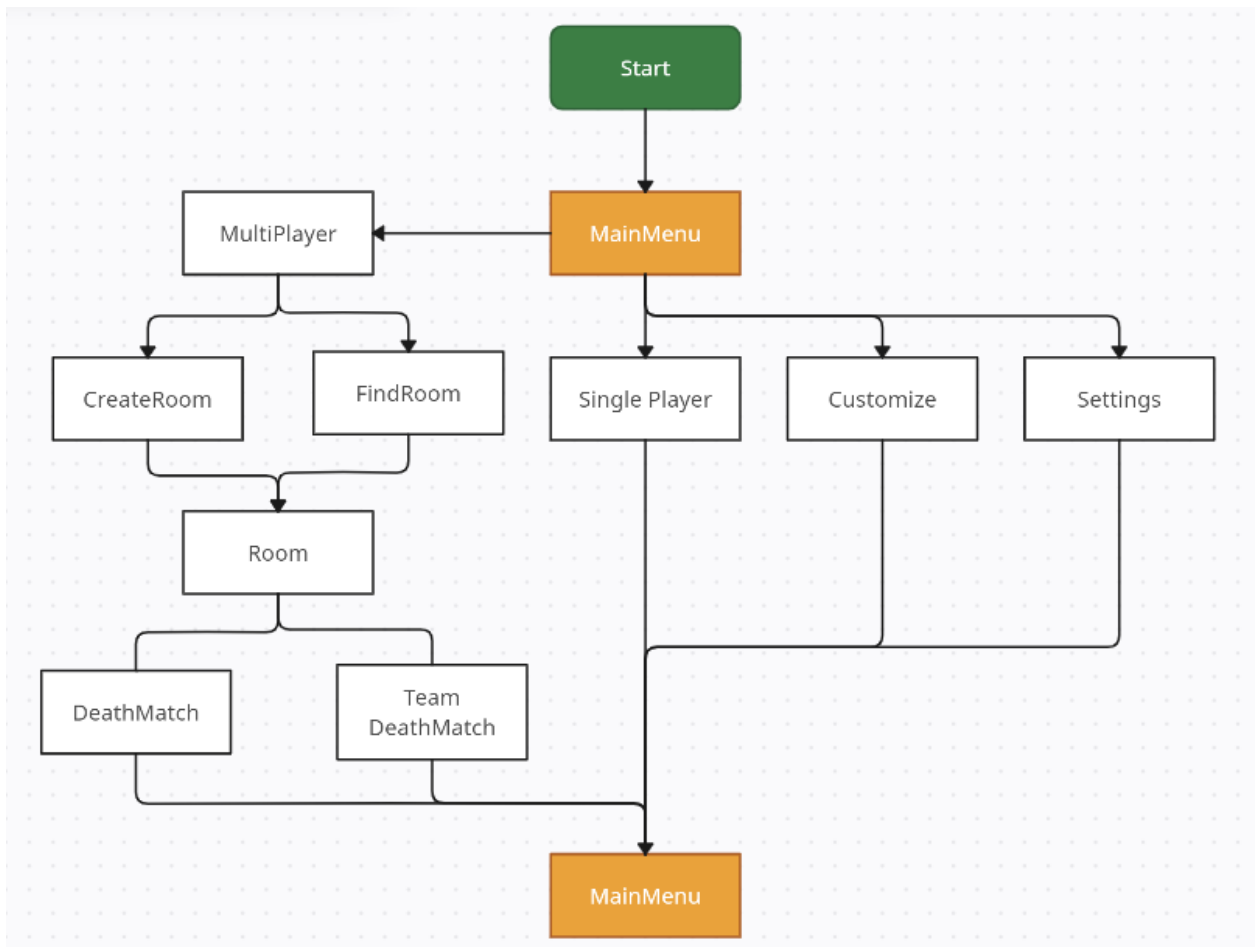 Start
MultiPlayer
MainMenu
CreateRoom
FindRoom
Single Player
Customize
Settings
Room
DeathMatch
Team
DeathMatch
MainMenu